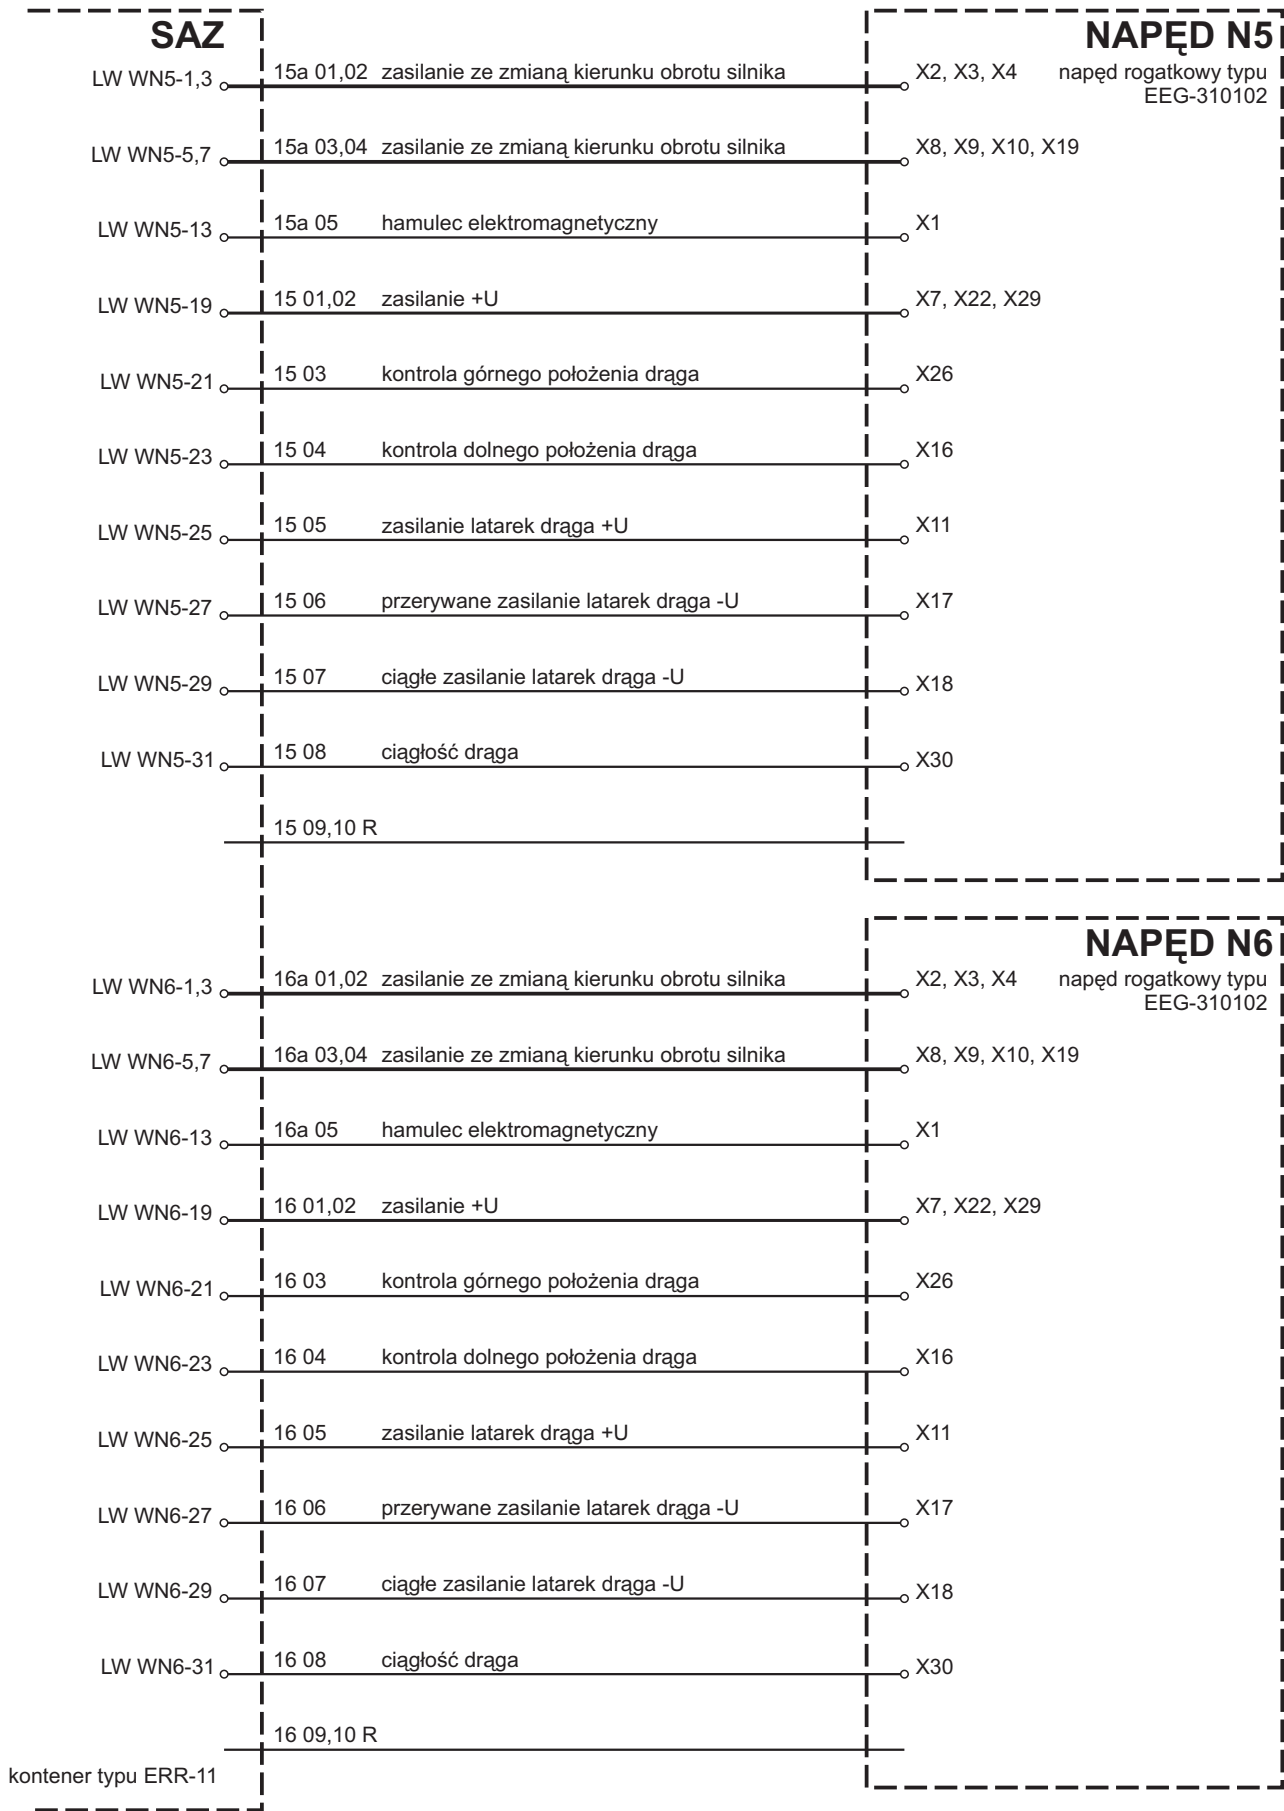 SAZ
NAPĘD N5
napęd rogatkowy typu
EEG-310102
LW WN5-1,3 15a 01,02 zasilanie ze zmianą kierunku obrotu silnika X2, X3, X4
LW WN5-5,7 15a 03,04 zasilanie ze zmianą kierunku obrotu silnika X8, X9, X10, X19
LW WN5-13 15a 05 hamulec elektromagnetyczny X1
LW WN5-19 15 01,02 zasilanie +U X7, X22, X29
LW WN5-21 15 03 kontrola górnego położenia drąga X26
LW WN5-23 15 04 kontrola dolnego położenia drąga X16
LW WN5-25 15 05 zasilanie latarek drąga +U X11
LW WN5-27 15 06 przerywane zasilanie latarek drąga -U X17
LW WN5-29 15 07 ciągłe zasilanie latarek drąga -U X18
LW WN5-31 15 08 ciągłość drąga X30
15 09,10 R
NAPĘD N6
napęd rogatkowy typu
EEG-310102
LW WN6-1,3 16a 01,02 zasilanie ze zmianą kierunku obrotu silnika X2, X3, X4
LW WN6-5,7 16a 03,04 zasilanie ze zmianą kierunku obrotu silnika X8, X9, X10, X19
LW WN6-13 16a 05 hamulec elektromagnetyczny X1
LW WN6-19 16 01,02 zasilanie +U X7, X22, X29
LW WN6-21 16 03 kontrola górnego położenia drąga X26
LW WN6-23 16 04 kontrola dolnego położenia drąga X16
LW WN6-25 16 05 zasilanie latarek drąga +U X11
LW WN6-27 16 06 przerywane zasilanie latarek drąga -U X17
LW WN6-29 16 07 ciągłe zasilanie latarek drąga -U X18
LW WN6-31 16 08 ciągłość drąga X30
16 09,10 R
kontener typu ERR-11